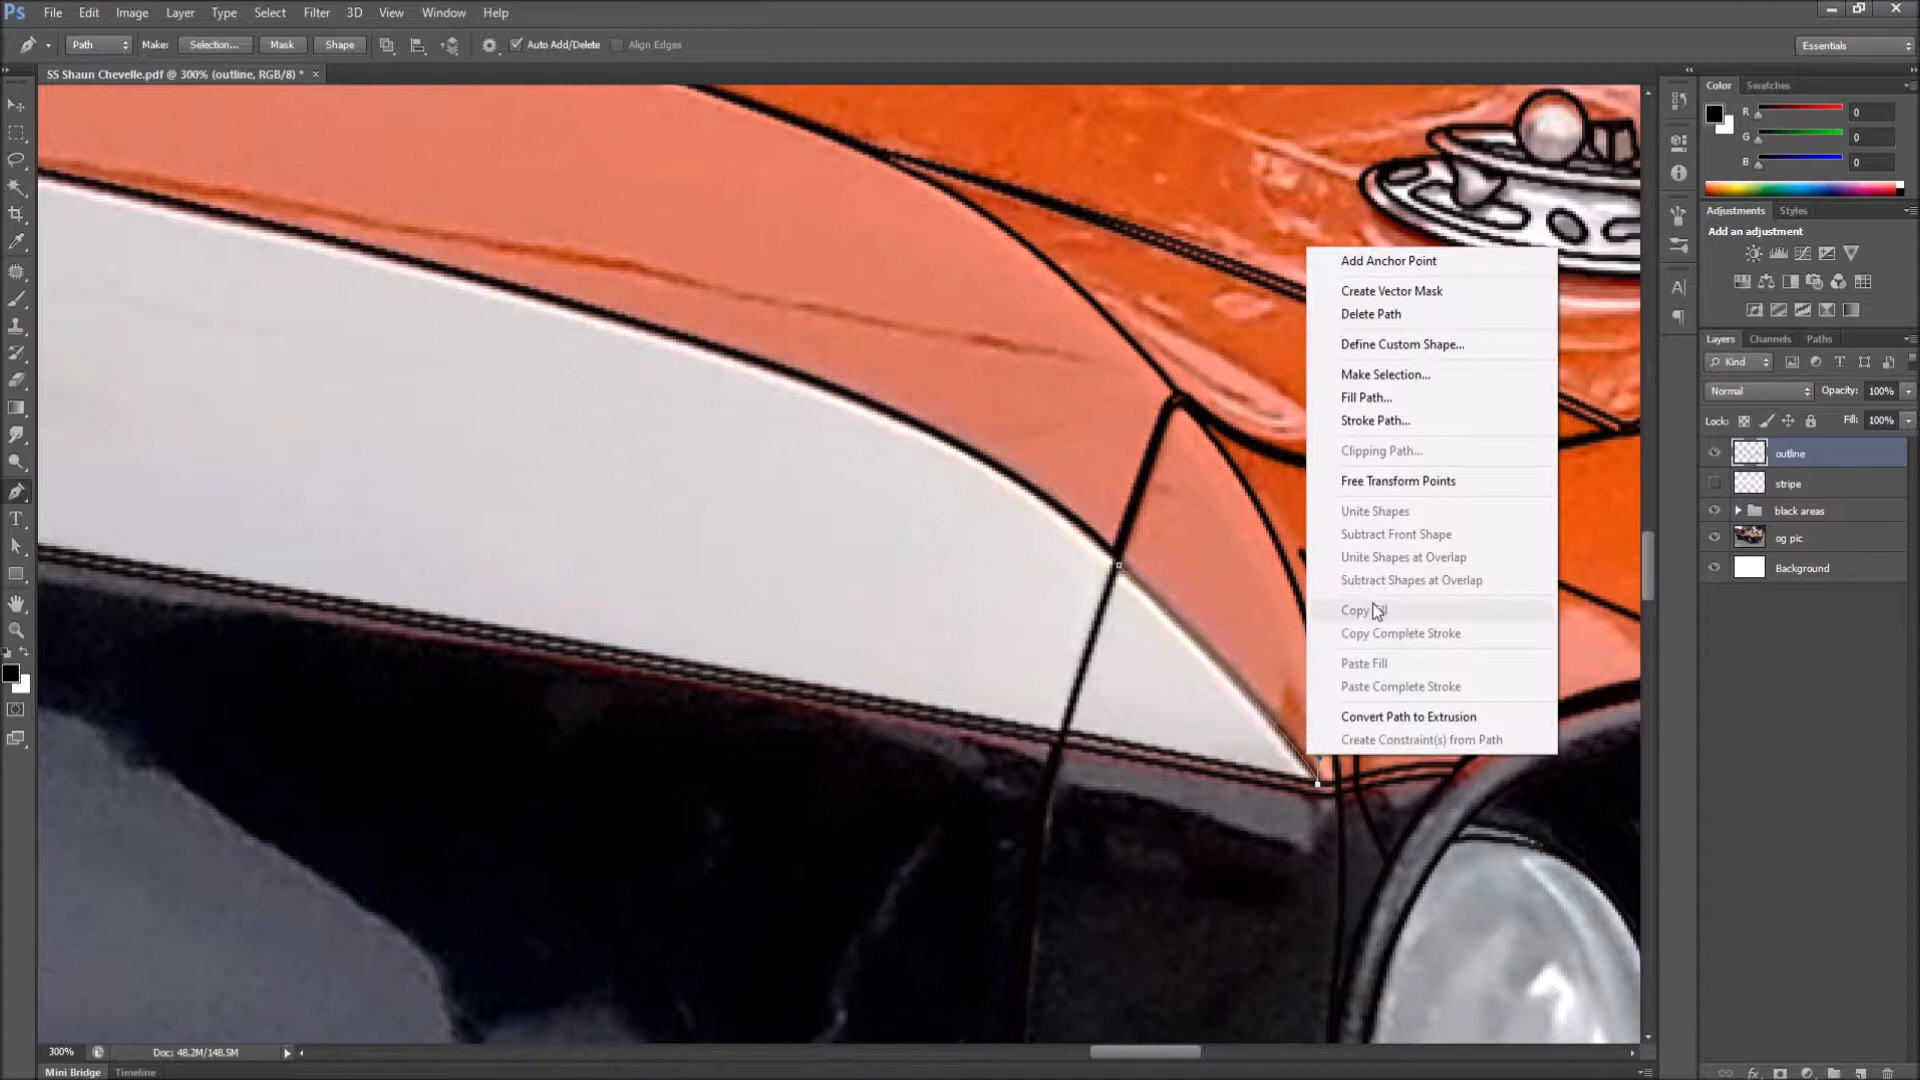 Ps File Edit Image Layer Type Select Filter 3D View Window Help
Path Make: Selection... Mask Shape Auto Add/Delete Align Edges Essentials
SS Shaun Chevelle.pdf @ 300% (outline, RGB/8) * ×
Color Swatches
R 0
G 0
B 0
Adjustments Styles
Add an adjustment
Layers Channels Paths
Kind
Normal Opacity: 100%
Lock: Fill: 100%
outline
stripe
black areas
og pic
Background
Add Anchor Point
Create Vector Mask
Delete Path
Define Custom Shape...
Make Selection...
Fill Path...
Stroke Path...
Clipping Path...
Free Transform Points
Unite Shapes
Subtract Front Shape
Unite Shapes at Overlap
Subtract Shapes at Overlap
Copy Fill
Copy Complete Stroke
Paste Fill
Paste Complete Stroke
Convert Path to Extrusion
Create Constraint(s) from Path
300% Doc: 48.2M/148.5M
Mini Bridge Timeline